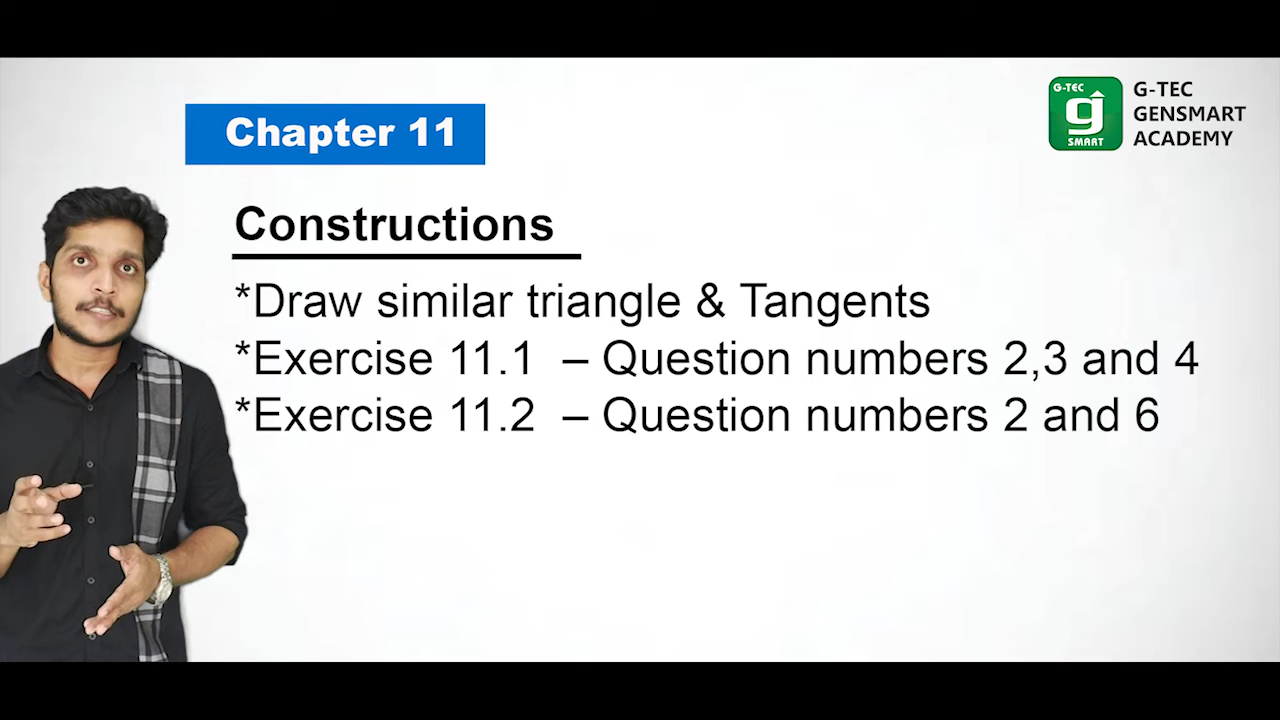 Chapter 11
G-TEC
g
SMART
G-TEC
GENSMART
ACADEMY
Constructions
*Draw similar triangle & Tangents
*Exercise 11.1 – Question numbers 2,3 and 4
*Exercise 11.2 – Question numbers 2 and 6